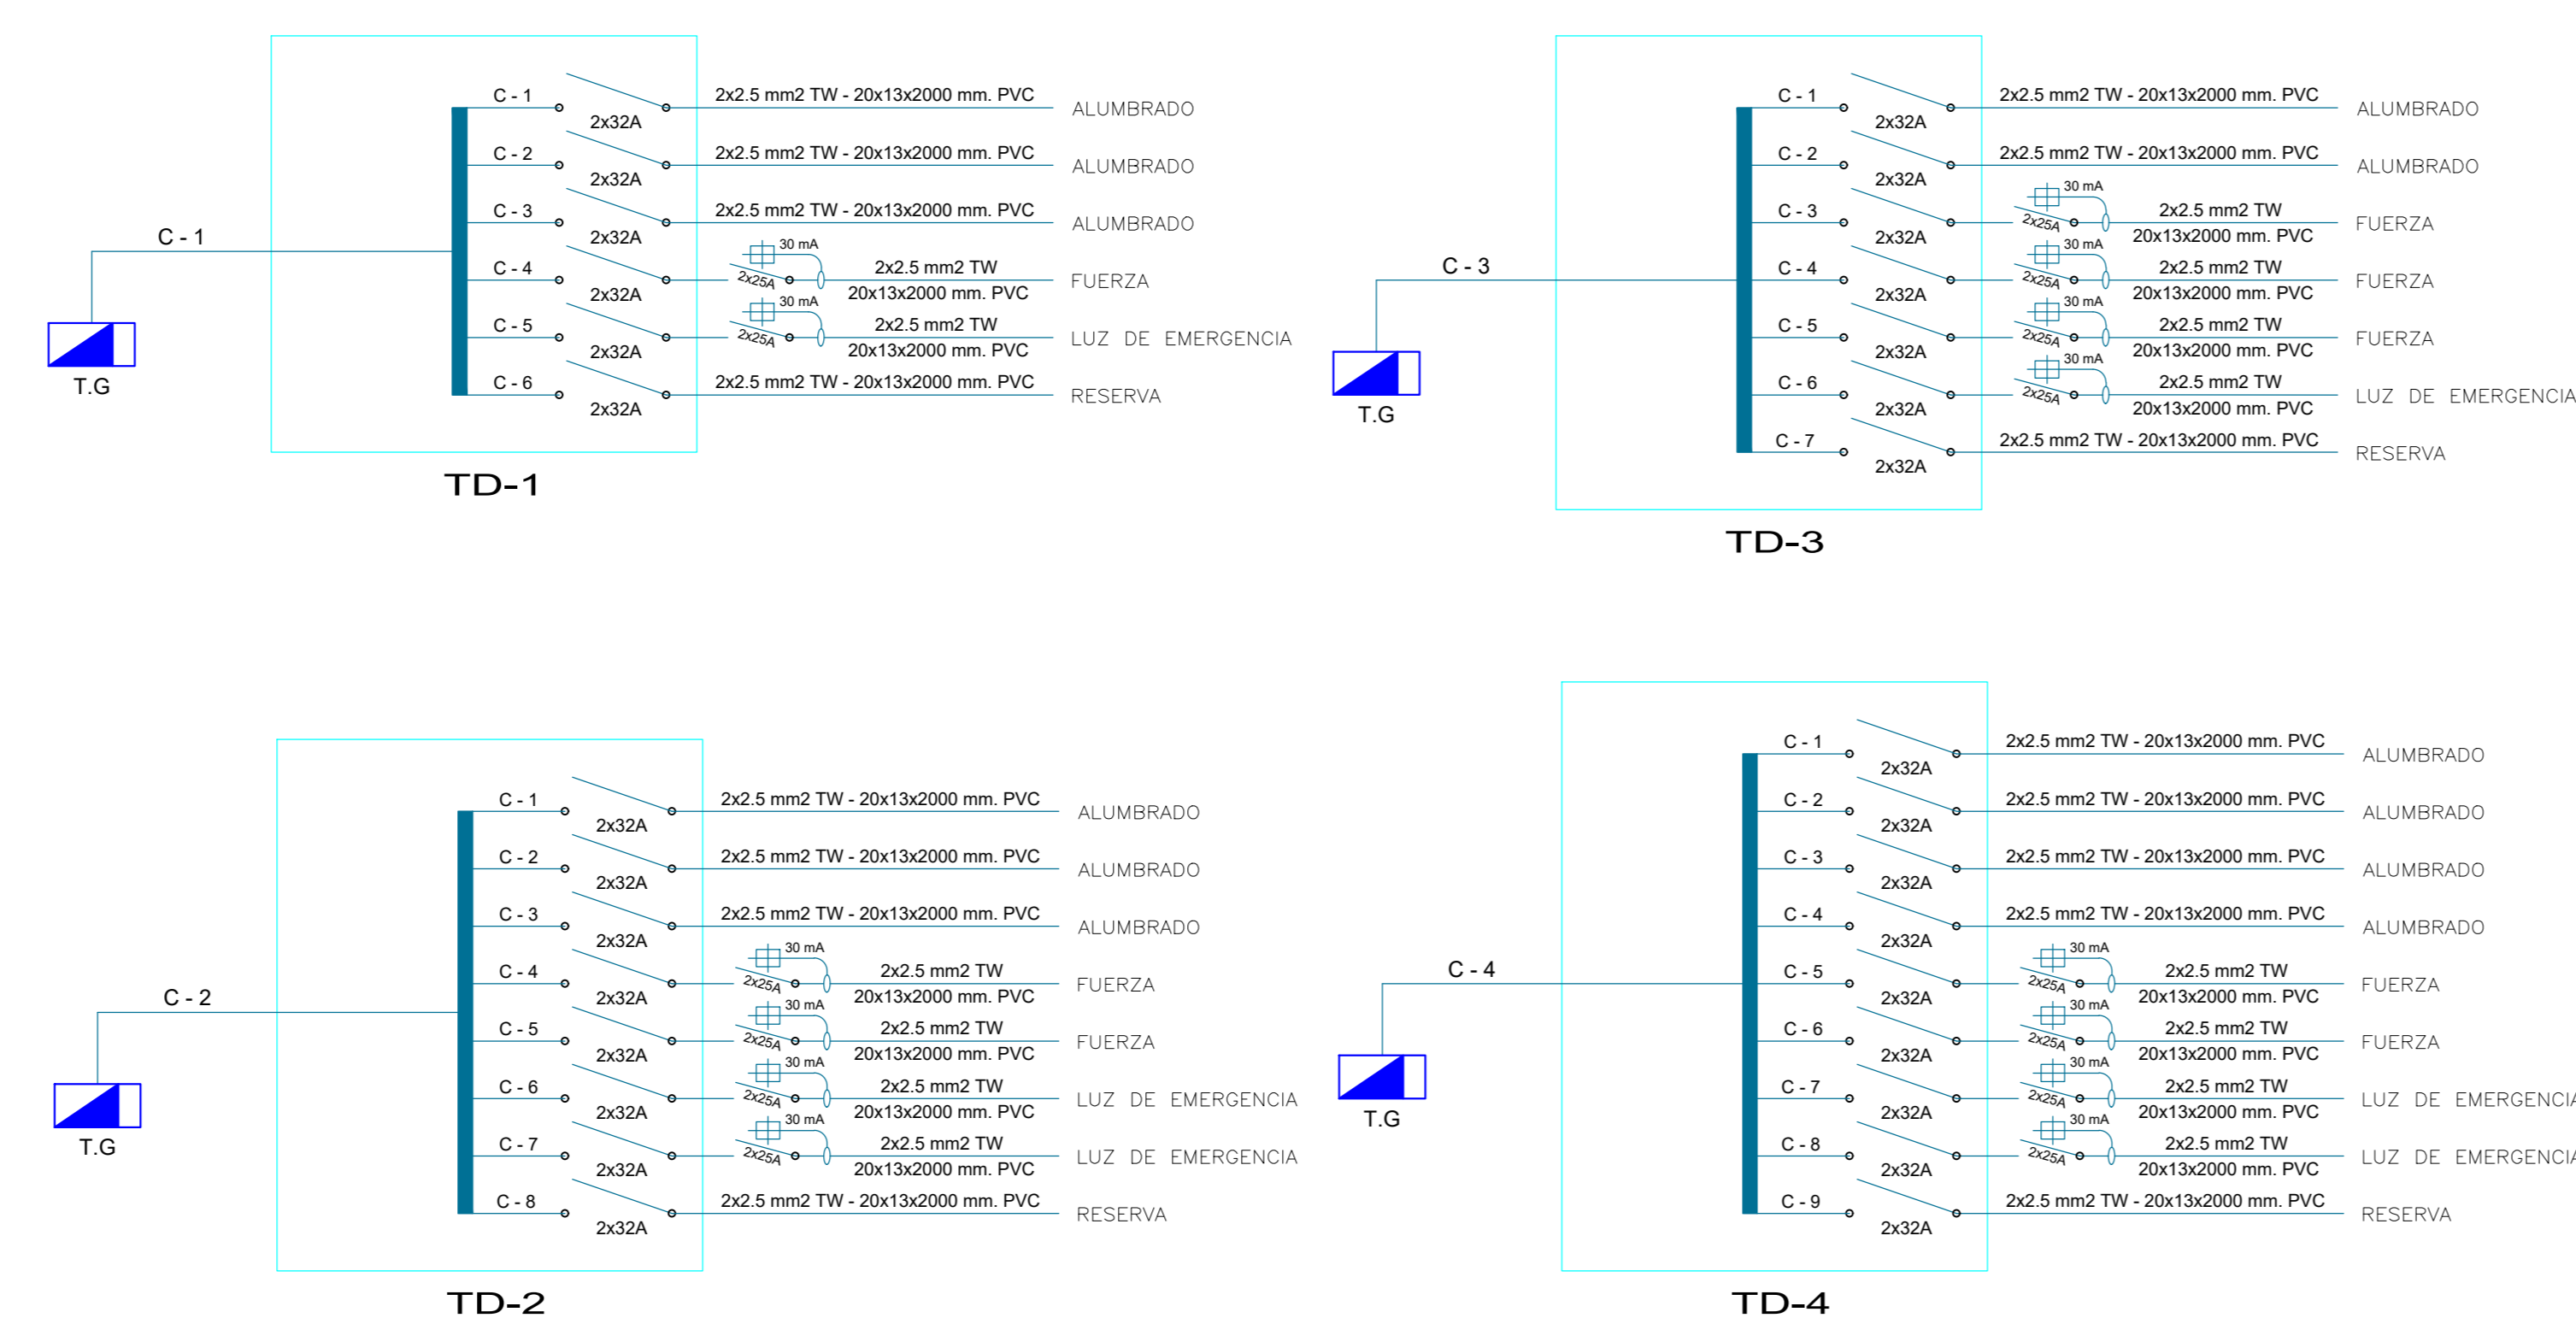 C - 1
T.G
C - 1
2x32A
2x2.5 mm2 TW - 20x13x2000 mm. PVC
ALUMBRADO
C - 2
2x32A
2x2.5 mm2 TW - 20x13x2000 mm. PVC
ALUMBRADO
C - 3
2x32A
2x2.5 mm2 TW - 20x13x2000 mm. PVC
ALUMBRADO
C - 4
2x32A
30 mA
2x25A
2x2.5 mm2 TW
20x13x2000 mm. PVC
FUERZA
C - 5
2x32A
30 mA
2x25A
2x2.5 mm2 TW
20x13x2000 mm. PVC
LUZ DE EMERGENCIA
C - 6
2x32A
2x2.5 mm2 TW - 20x13x2000 mm. PVC
RESERVA
TD-1
C - 3
T.G
C - 1
2x32A
2x2.5 mm2 TW - 20x13x2000 mm. PVC
ALUMBRADO
C - 2
2x32A
2x2.5 mm2 TW - 20x13x2000 mm. PVC
ALUMBRADO
C - 3
2x32A
30 mA
2x25A
2x2.5 mm2 TW
20x13x2000 mm. PVC
FUERZA
C - 4
2x32A
30 mA
2x25A
2x2.5 mm2 TW
20x13x2000 mm. PVC
FUERZA
C - 5
2x32A
30 mA
2x25A
2x2.5 mm2 TW
20x13x2000 mm. PVC
FUERZA
C - 6
2x32A
30 mA
2x25A
2x2.5 mm2 TW
20x13x2000 mm. PVC
LUZ DE EMERGENCIA
C - 7
2x32A
2x2.5 mm2 TW - 20x13x2000 mm. PVC
RESERVA
TD-3
C - 2
T.G
C - 1
2x32A
2x2.5 mm2 TW - 20x13x2000 mm. PVC
ALUMBRADO
C - 2
2x32A
2x2.5 mm2 TW - 20x13x2000 mm. PVC
ALUMBRADO
C - 3
2x32A
2x2.5 mm2 TW - 20x13x2000 mm. PVC
ALUMBRADO
C - 4
2x32A
30 mA
2x25A
2x2.5 mm2 TW
20x13x2000 mm. PVC
FUERZA
C - 5
2x32A
30 mA
2x25A
2x2.5 mm2 TW
20x13x2000 mm. PVC
FUERZA
C - 6
2x32A
30 mA
2x25A
2x2.5 mm2 TW
20x13x2000 mm. PVC
LUZ DE EMERGENCIA
C - 7
2x32A
30 mA
2x25A
2x2.5 mm2 TW
20x13x2000 mm. PVC
LUZ DE EMERGENCIA
C - 8
2x32A
2x2.5 mm2 TW - 20x13x2000 mm. PVC
RESERVA
TD-2
C - 4
T.G
C - 1
2x32A
2x2.5 mm2 TW - 20x13x2000 mm. PVC
ALUMBRADO
C - 2
2x32A
2x2.5 mm2 TW - 20x13x2000 mm. PVC
ALUMBRADO
C - 3
2x32A
2x2.5 mm2 TW - 20x13x2000 mm. PVC
ALUMBRADO
C - 4
2x32A
2x2.5 mm2 TW - 20x13x2000 mm. PVC
ALUMBRADO
C - 5
2x32A
30 mA
2x25A
2x2.5 mm2 TW
20x13x2000 mm. PVC
FUERZA
C - 6
2x32A
30 mA
2x25A
2x2.5 mm2 TW
20x13x2000 mm. PVC
FUERZA
C - 7
2x32A
30 mA
2x25A
2x2.5 mm2 TW
20x13x2000 mm. PVC
LUZ DE EMERGENCIA
C - 8
2x32A
30 mA
2x25A
2x2.5 mm2 TW
20x13x2000 mm. PVC
LUZ DE EMERGENCIA
C - 9
2x32A
2x2.5 mm2 TW - 20x13x2000 mm. PVC
RESERVA
TD-4